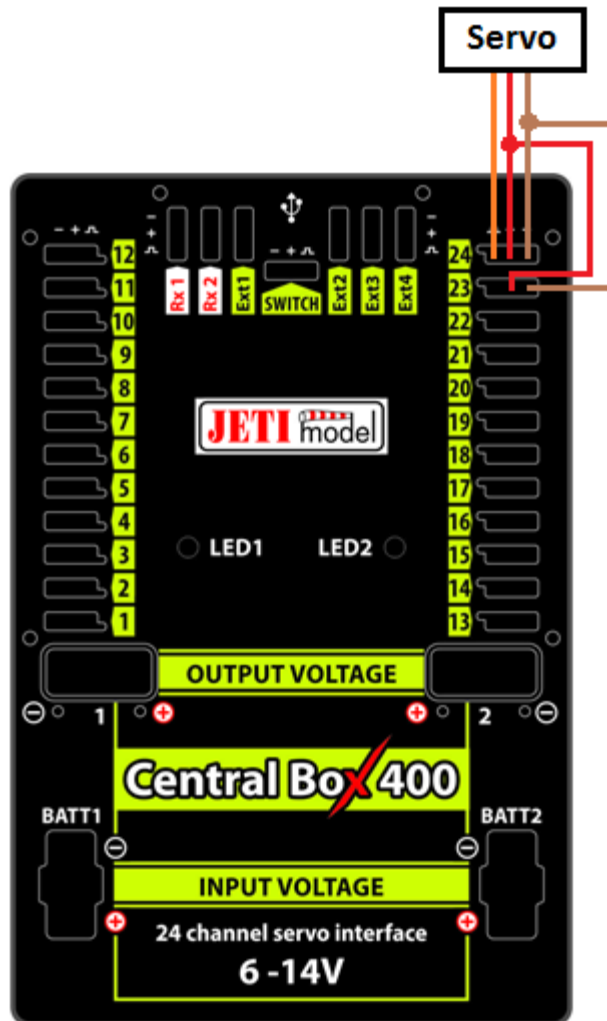 Servo
- + ⎍
- + ⎍
- + ⎍
- + ⎍
12
11
10
9
8
7
6
5
4
3
2
1
Rx 1
Rx 2
Ext1
SWITCH
Ext2
Ext3
Ext4
24
23
22
21
20
19
18
17
16
15
14
13
JETI model
LED1 LED2
OUTPUT VOLTAGE
- 1 + + 2 -
Central Box 400
BATT1 BATT2
- -
INPUT VOLTAGE
+ +
24 channel servo interface
6 -14V